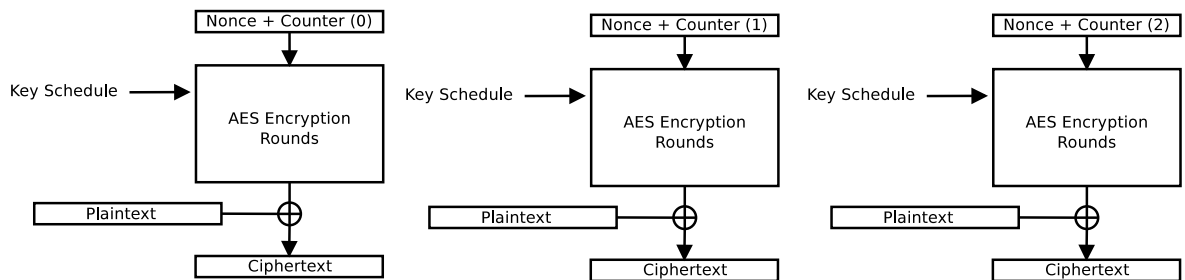 Nonce + Counter (0)
Key Schedule
AES Encryption
Rounds
Plaintext
Ciphertext
Nonce + Counter (1)
Key Schedule
AES Encryption
Rounds
Plaintext
Ciphertext
Nonce + Counter (2)
Key Schedule
AES Encryption
Rounds
Plaintext
Ciphertext